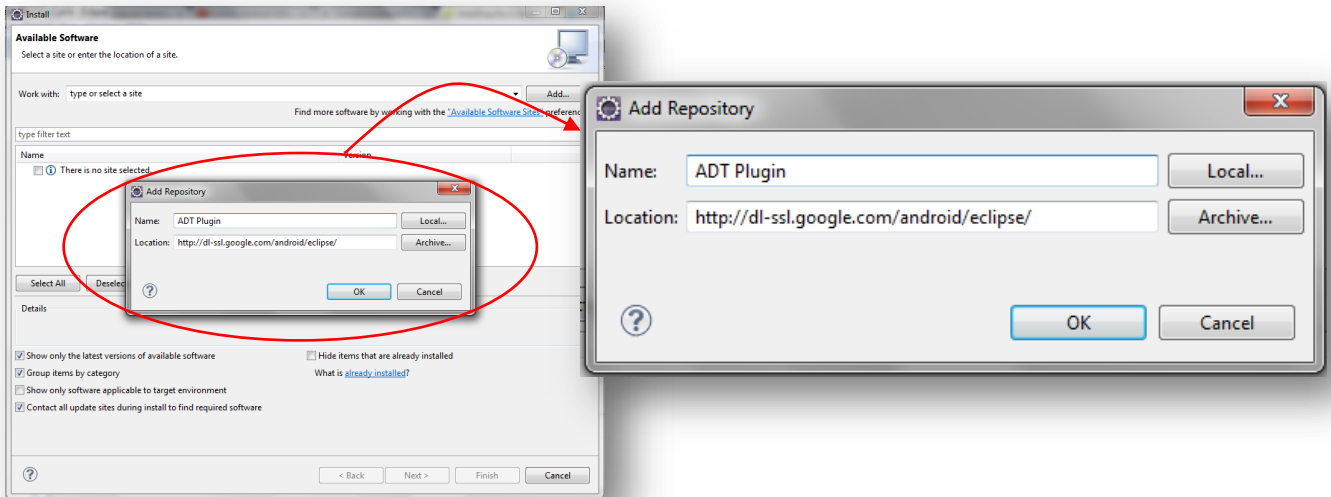 Install
Available Software
Select a site or enter the location of a site.
Work with: type or select a site
Add...
Find more software by working with the "Available Software Sites" preferenc
type filter text
Name
There is no site selected.
Add Repository
Name: ADT Plugin Local...
Location: http://dl-ssl.google.com/android/eclipse/ Archive...
OK Cancel
Select All Deselec
Details
Show only the latest versions of available software
Hide items that are already installed
Group items by category
What is already installed?
Show only software applicable to target environment
Contact all update sites during install to find required software
< Back Next > Finish Cancel
Add Repository
Name: ADT Plugin Local...
Location: http://dl-ssl.google.com/android/eclipse/ Archive...
OK Cancel